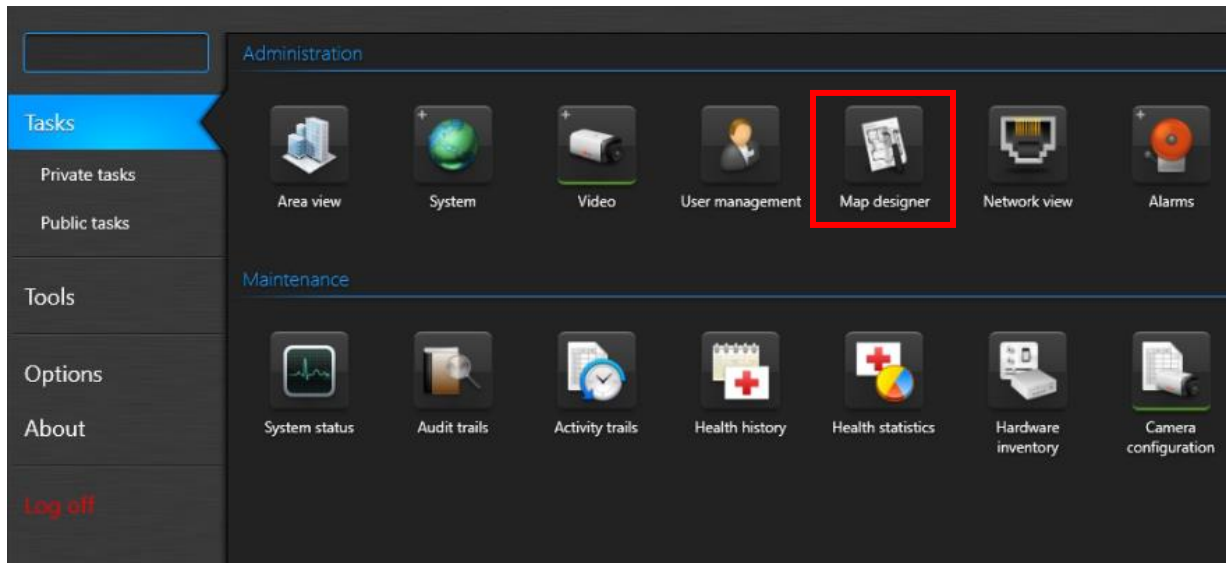 Administration
Tasks
Private tasks
Public tasks
Area view
System
Video
User management
Map designer
Network view
Alarms
Maintenance
Tools
Options
About
System status
Audit trails
Activity trails
Health history
Health statistics
Hardware
inventory
Camera
configuration
Log off